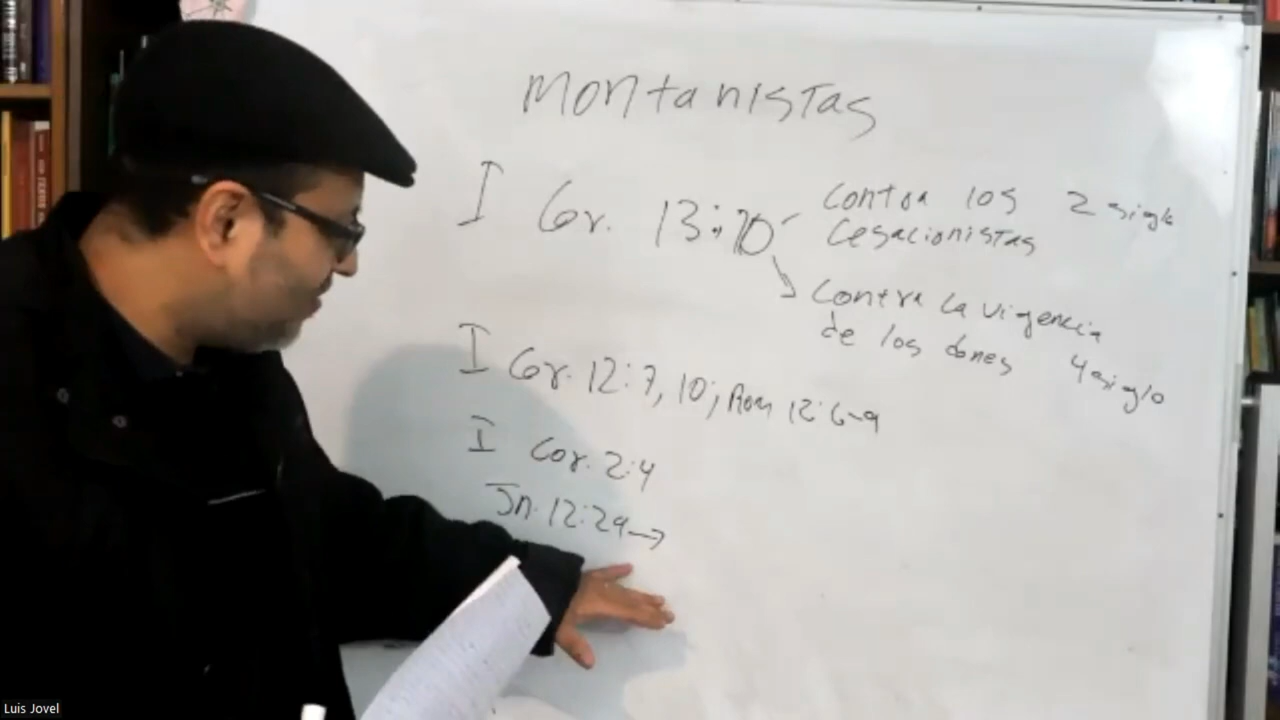 Montanistas
I Cor. 13:10
Contra los 2 siglo
Cesacionistas
Contra la vigencia
de los dones 4 siglo
I Cor. 12:7, 10; Rom 12:6-9
I Cor. 2:4
Jn. 12:29→
Luis Jovel